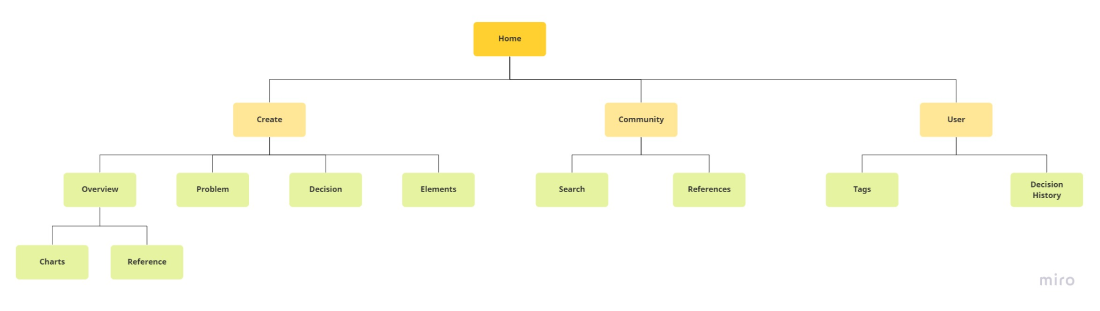 Home
Create
Community
User
Overview
Problem
Decision
Elements
Search
References
Tags
Decision
History
Charts
Reference
miro